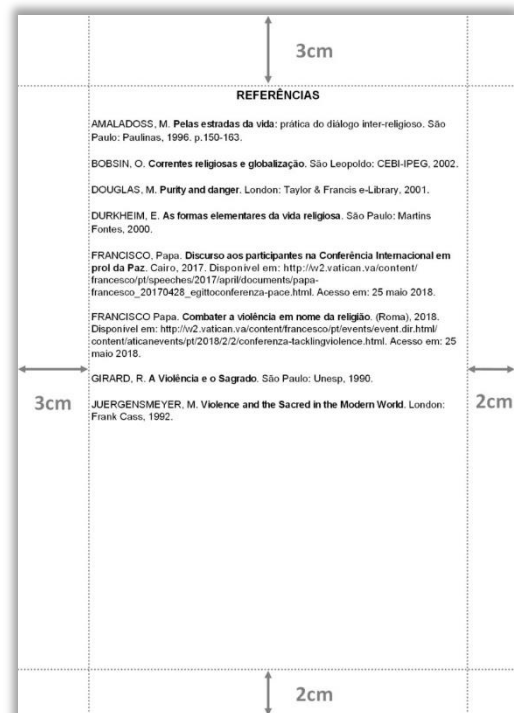 3cm
REFERÊNCIAS
AMALADOSS, M. Pelas estradas da vida: prática do diálogo inter-religioso. São
Paulo: Paulinas, 1996. p.150-163.
BOBSIN, O. Correntes religiosas e globalização. São Leopoldo: CEBI-IPEG, 2002.
DOUGLAS, M. Purity and danger. London: Taylor & Francis e-Library, 2001.
DURKHEIM, E. As formas elementares da vida religiosa. São Paulo: Martins
Fontes, 2000.
FRANCISCO, Papa. Discurso aos participantes na Conferência Internacional em
prol da Paz. Cairo, 2017. Disponível em: http://w2.vatican.va/content/
francesco/pt/speeches/2017/april/documents/papa-
francesco_20170428_egittoconferenza-pace.html. Acesso em: 25 maio 2018.
FRANCISCO Papa. Combater a violência em nome da religião. (Roma), 2018.
Disponível em: http://w2.vatican.va/content/francesco/pt/events/event.dir.html/
content/aticanevents/pt/2018/2/2/conferenza-tacklingviolence.html. Acesso em: 25
maio 2018.
GIRARD, R. A Violência e o Sagrado. São Paulo: Unesp, 1990.
3cm
2cm
JUERGENSMEYER, M. Violence and the Sacred in the Modern World. London:
Frank Cass, 1992.
2cm